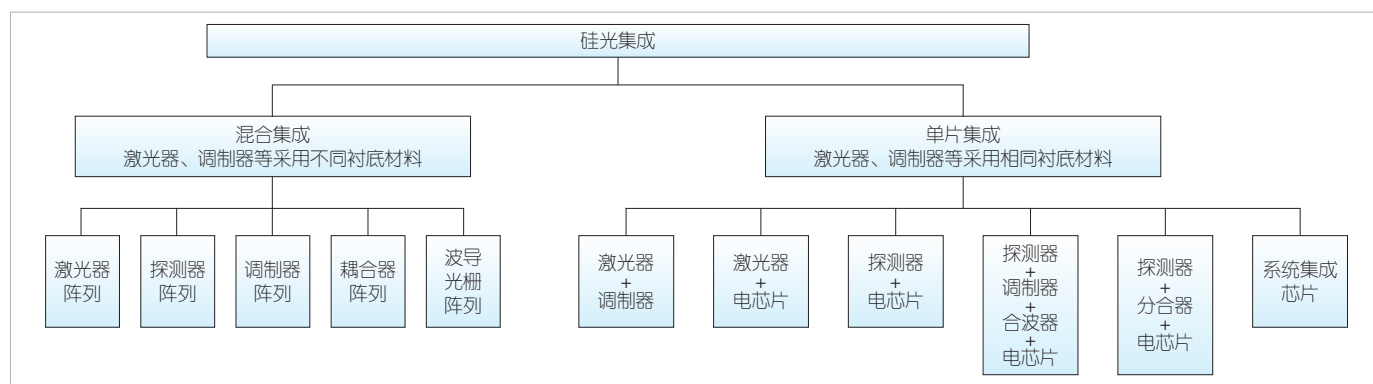 硅光集成
混合集成
激光器、调制器等采用不同衬底材料
单片集成
激光器、调制器等采用相同衬底材料
激光器
阵列
探测器
阵列
调制器
阵列
耦合器
阵列
波导
光栅
阵列
激光器
+
调制器
激光器
+
电芯片
探测器
+
电芯片
探测器
+
调制器
+
合波器
+
电芯片
探测器
+
分合器
+
电芯片
系统集成
芯片